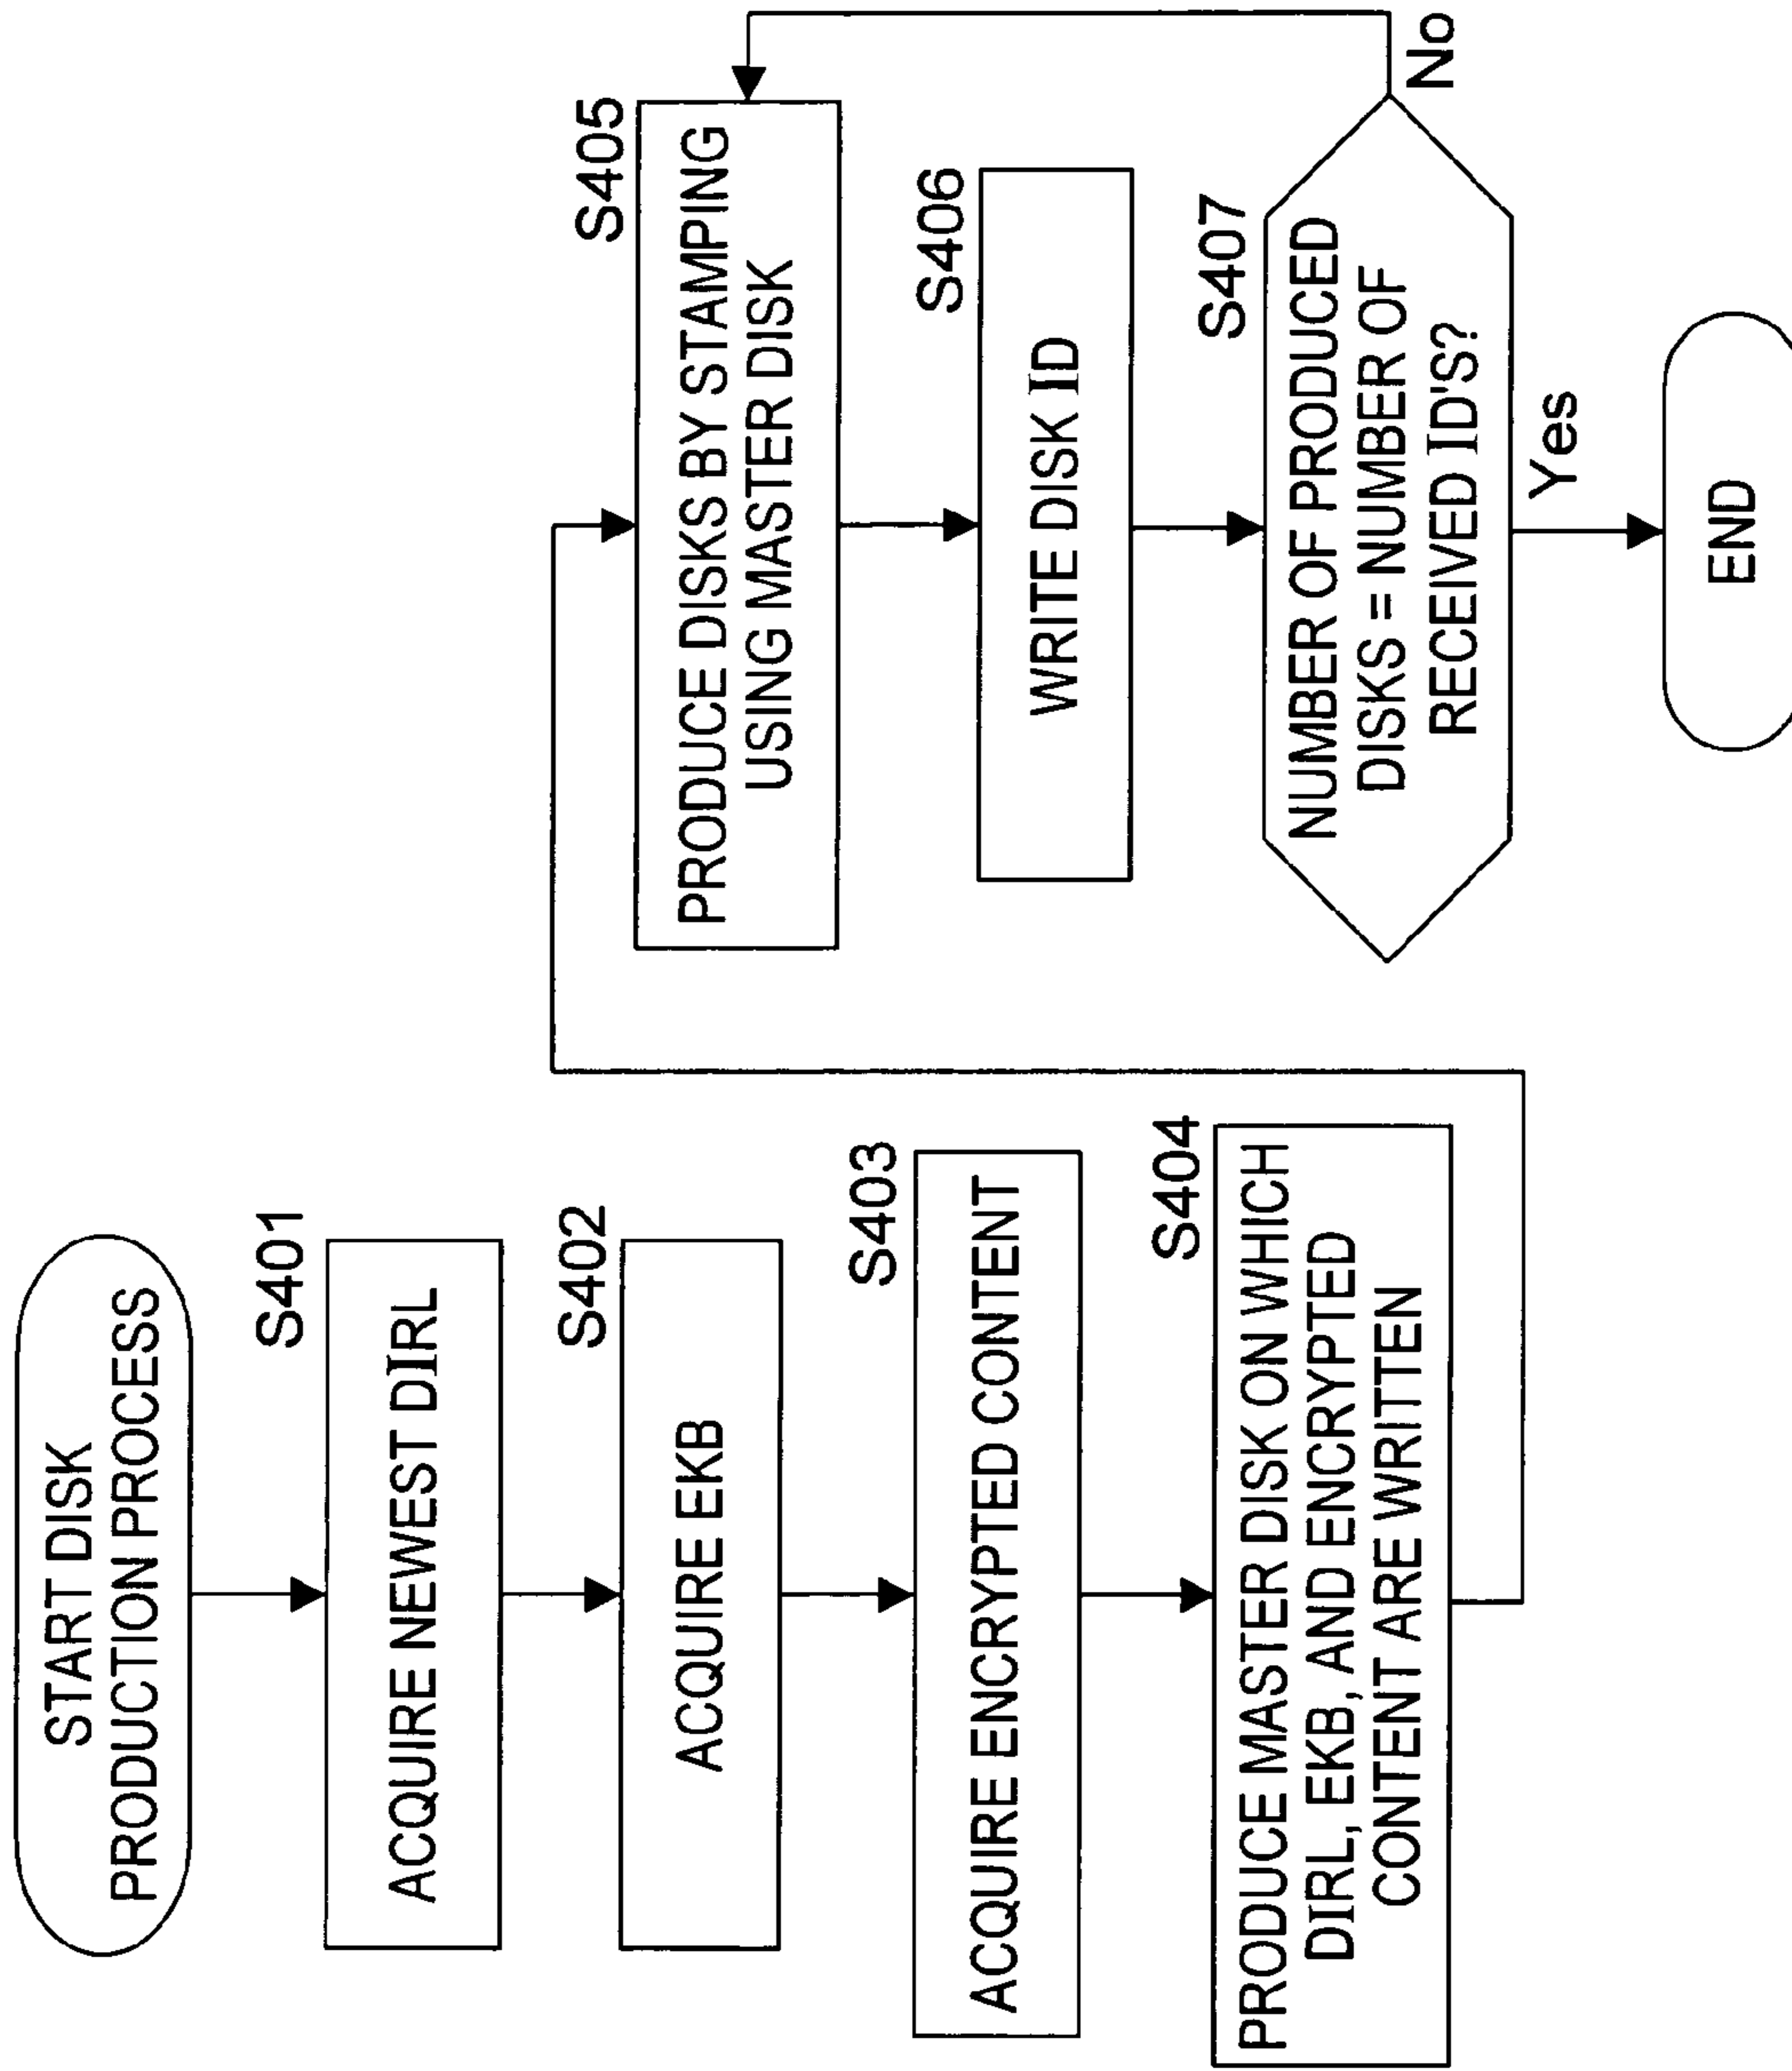 START DISK
PRODUCTION PROCESS
S401
ACQUIRE NEWEST DIRL
S402
ACQUIRE EKB
S403
ACQUIRE ENCRYPTED CONTENT
S404
PRODUCE MASTER DISK ON WHICH
DIRL, EKB, AND ENCRYPTED
CONTENT ARE WRITTEN
S405
PRODUCE DISKS BY STAMPING
USING MASTER DISK
S406
WRITE DISK ID
S407
NUMBER OF PRODUCED
DISKS = NUMBER OF
RECEIVED ID'S?
No
Yes
END